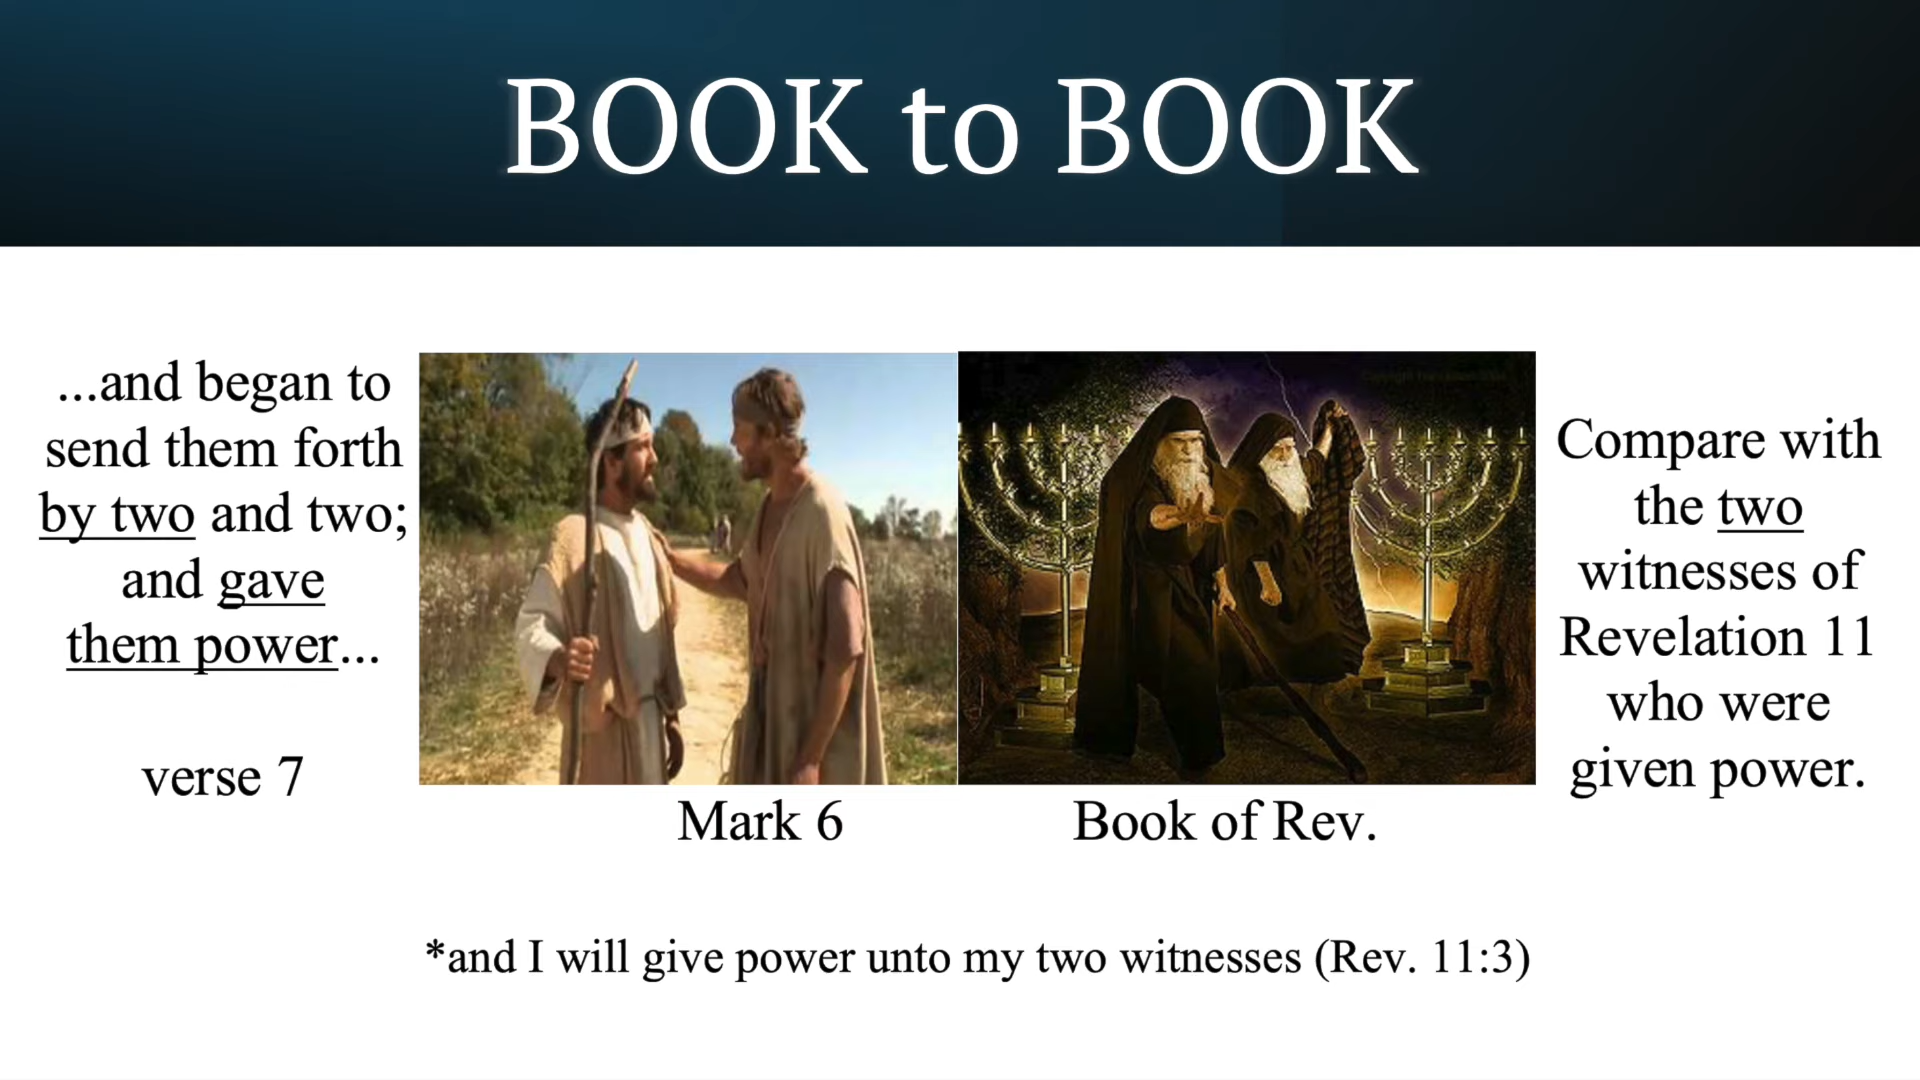 BOOK to BOOK
...and began to
send them forth
by two and two;
and gave
them power...
verse 7
Mark 6
Book of Rev.
Compare with
the two
witnesses of
Revelation 11
who were
given power.
*and I will give power unto my two witnesses (Rev. 11:3)